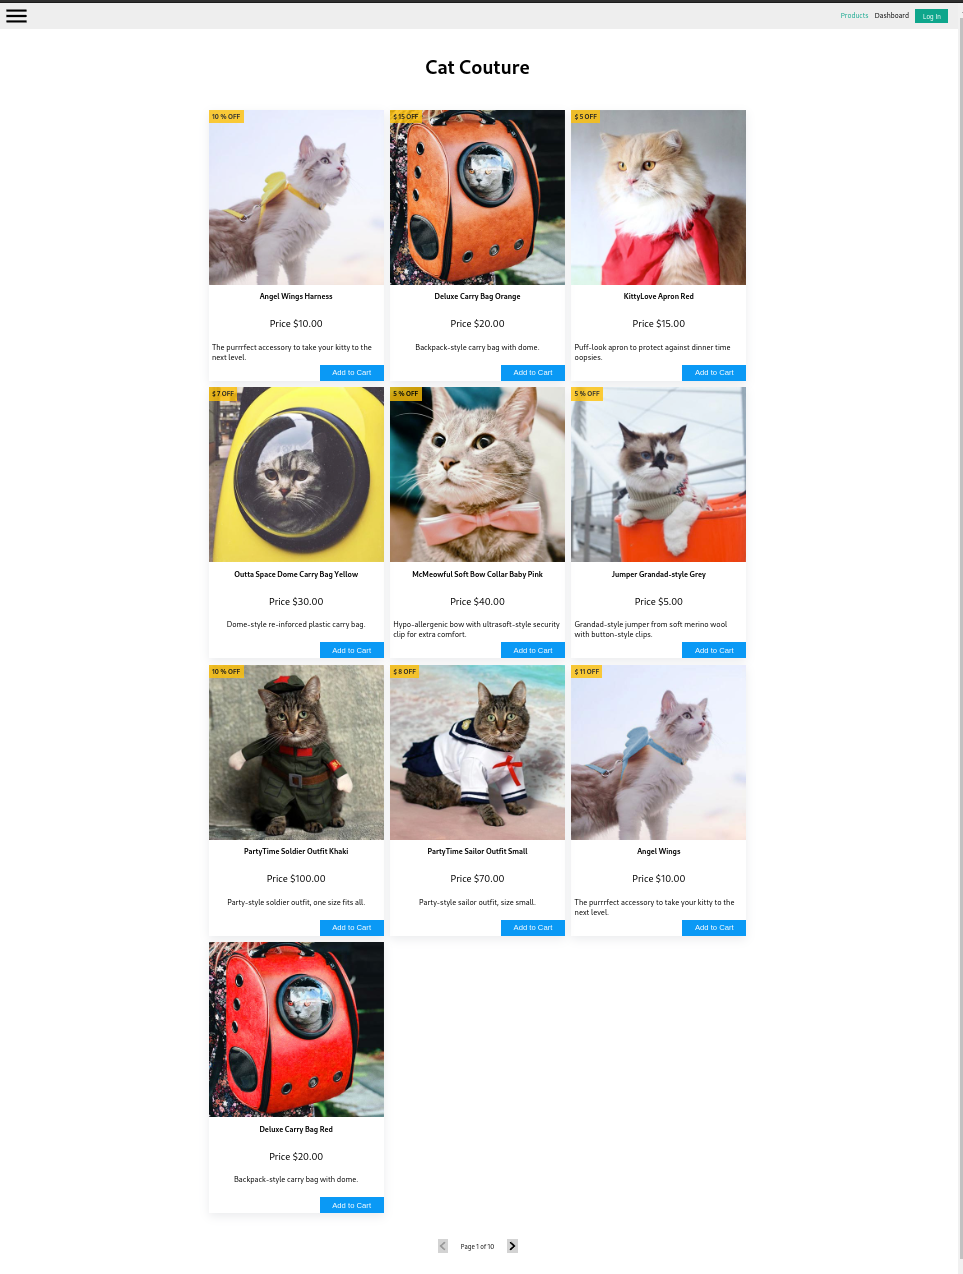 Products Dashboard Log In
Cat Couture
10 % OFF
Angel Wings Harness
Price $10.00
The purrrfect accessory to take your kitty to the
next level.
Add to Cart
$ 15 OFF
Deluxe Carry Bag Orange
Price $20.00
Backpack-style carry bag with dome.
Add to Cart
$ 5 OFF
KittyLove Apron Red
Price $15.00
Puff-look apron to protect against dinner time
oopsies.
Add to Cart
$ 7 OFF
Outta Space Dome Carry Bag Yellow
Price $30.00
Dome-style re-inforced plastic carry bag.
Add to Cart
5 % OFF
McMeowful Soft Bow Collar Baby Pink
Price $40.00
Hypo-allergenic bow with ultrasoft-style security
clip for extra comfort.
Add to Cart
5 % OFF
Jumper Grandad-style Grey
Price $5.00
Grandad-style jumper from soft merino wool
with button-style clips.
Add to Cart
10 % OFF
PartyTime Soldier Outfit Khaki
Price $100.00
Party-style soldier outfit, one size fits all.
Add to Cart
$ 8 OFF
PartyTime Sailor Outfit Small
Price $70.00
Party-style sailor outfit, size small.
Add to Cart
$ 11 OFF
Angel Wings
Price $10.00
The purrrfect accessory to take your kitty to the
next level.
Add to Cart
Deluxe Carry Bag Red
Price $20.00
Backpack-style carry bag with dome.
Add to Cart
Page 1 of 10